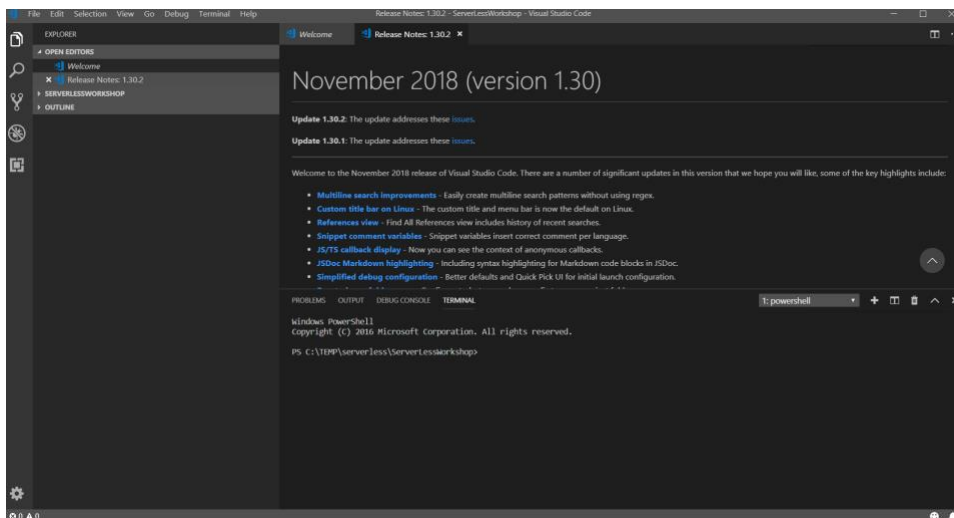 File Edit Selection View Go Debug Terminal Help
Release Notes: 1.30.2 - ServerLessWorkshop - Visual Studio Code
EXPLORER
OPEN EDITORS
Welcome
Release Notes: 1.30.2
SERVERLESSWORKSHOP
OUTLINE
Welcome
Release Notes: 1.30.2
November 2018 (version 1.30)
Update 1.30.2: The update addresses these issues.
Update 1.30.1: The update addresses these issues.
Welcome to the November 2018 release of Visual Studio Code. There are a number of significant updates in this version that we hope you will like, some of the key highlights include:
• Multiline search improvements - Easily create multiline search patterns without using regex.
• Custom title bar on Linux - The custom title and menu bar is now the default on Linux.
• References view - Find All References view includes history of recent searches.
• Snippet comment variables - Snippet variables insert correct comment per language.
• JS/TS callback display - Now you can see the context of anonymous callbacks.
• JSDoc Markdown highlighting - Including syntax highlighting for Markdown code blocks in JSDoc.
• Simplified debug configuration - Better defaults and Quick Pick UI for initial launch configuration.
PROBLEMS OUTPUT DEBUG CONSOLE TERMINAL
1: powershell
Windows PowerShell
Copyright (C) 2016 Microsoft Corporation. All rights reserved.
PS C:\TEMP\serverless\ServerLessWorkshop>
0 0